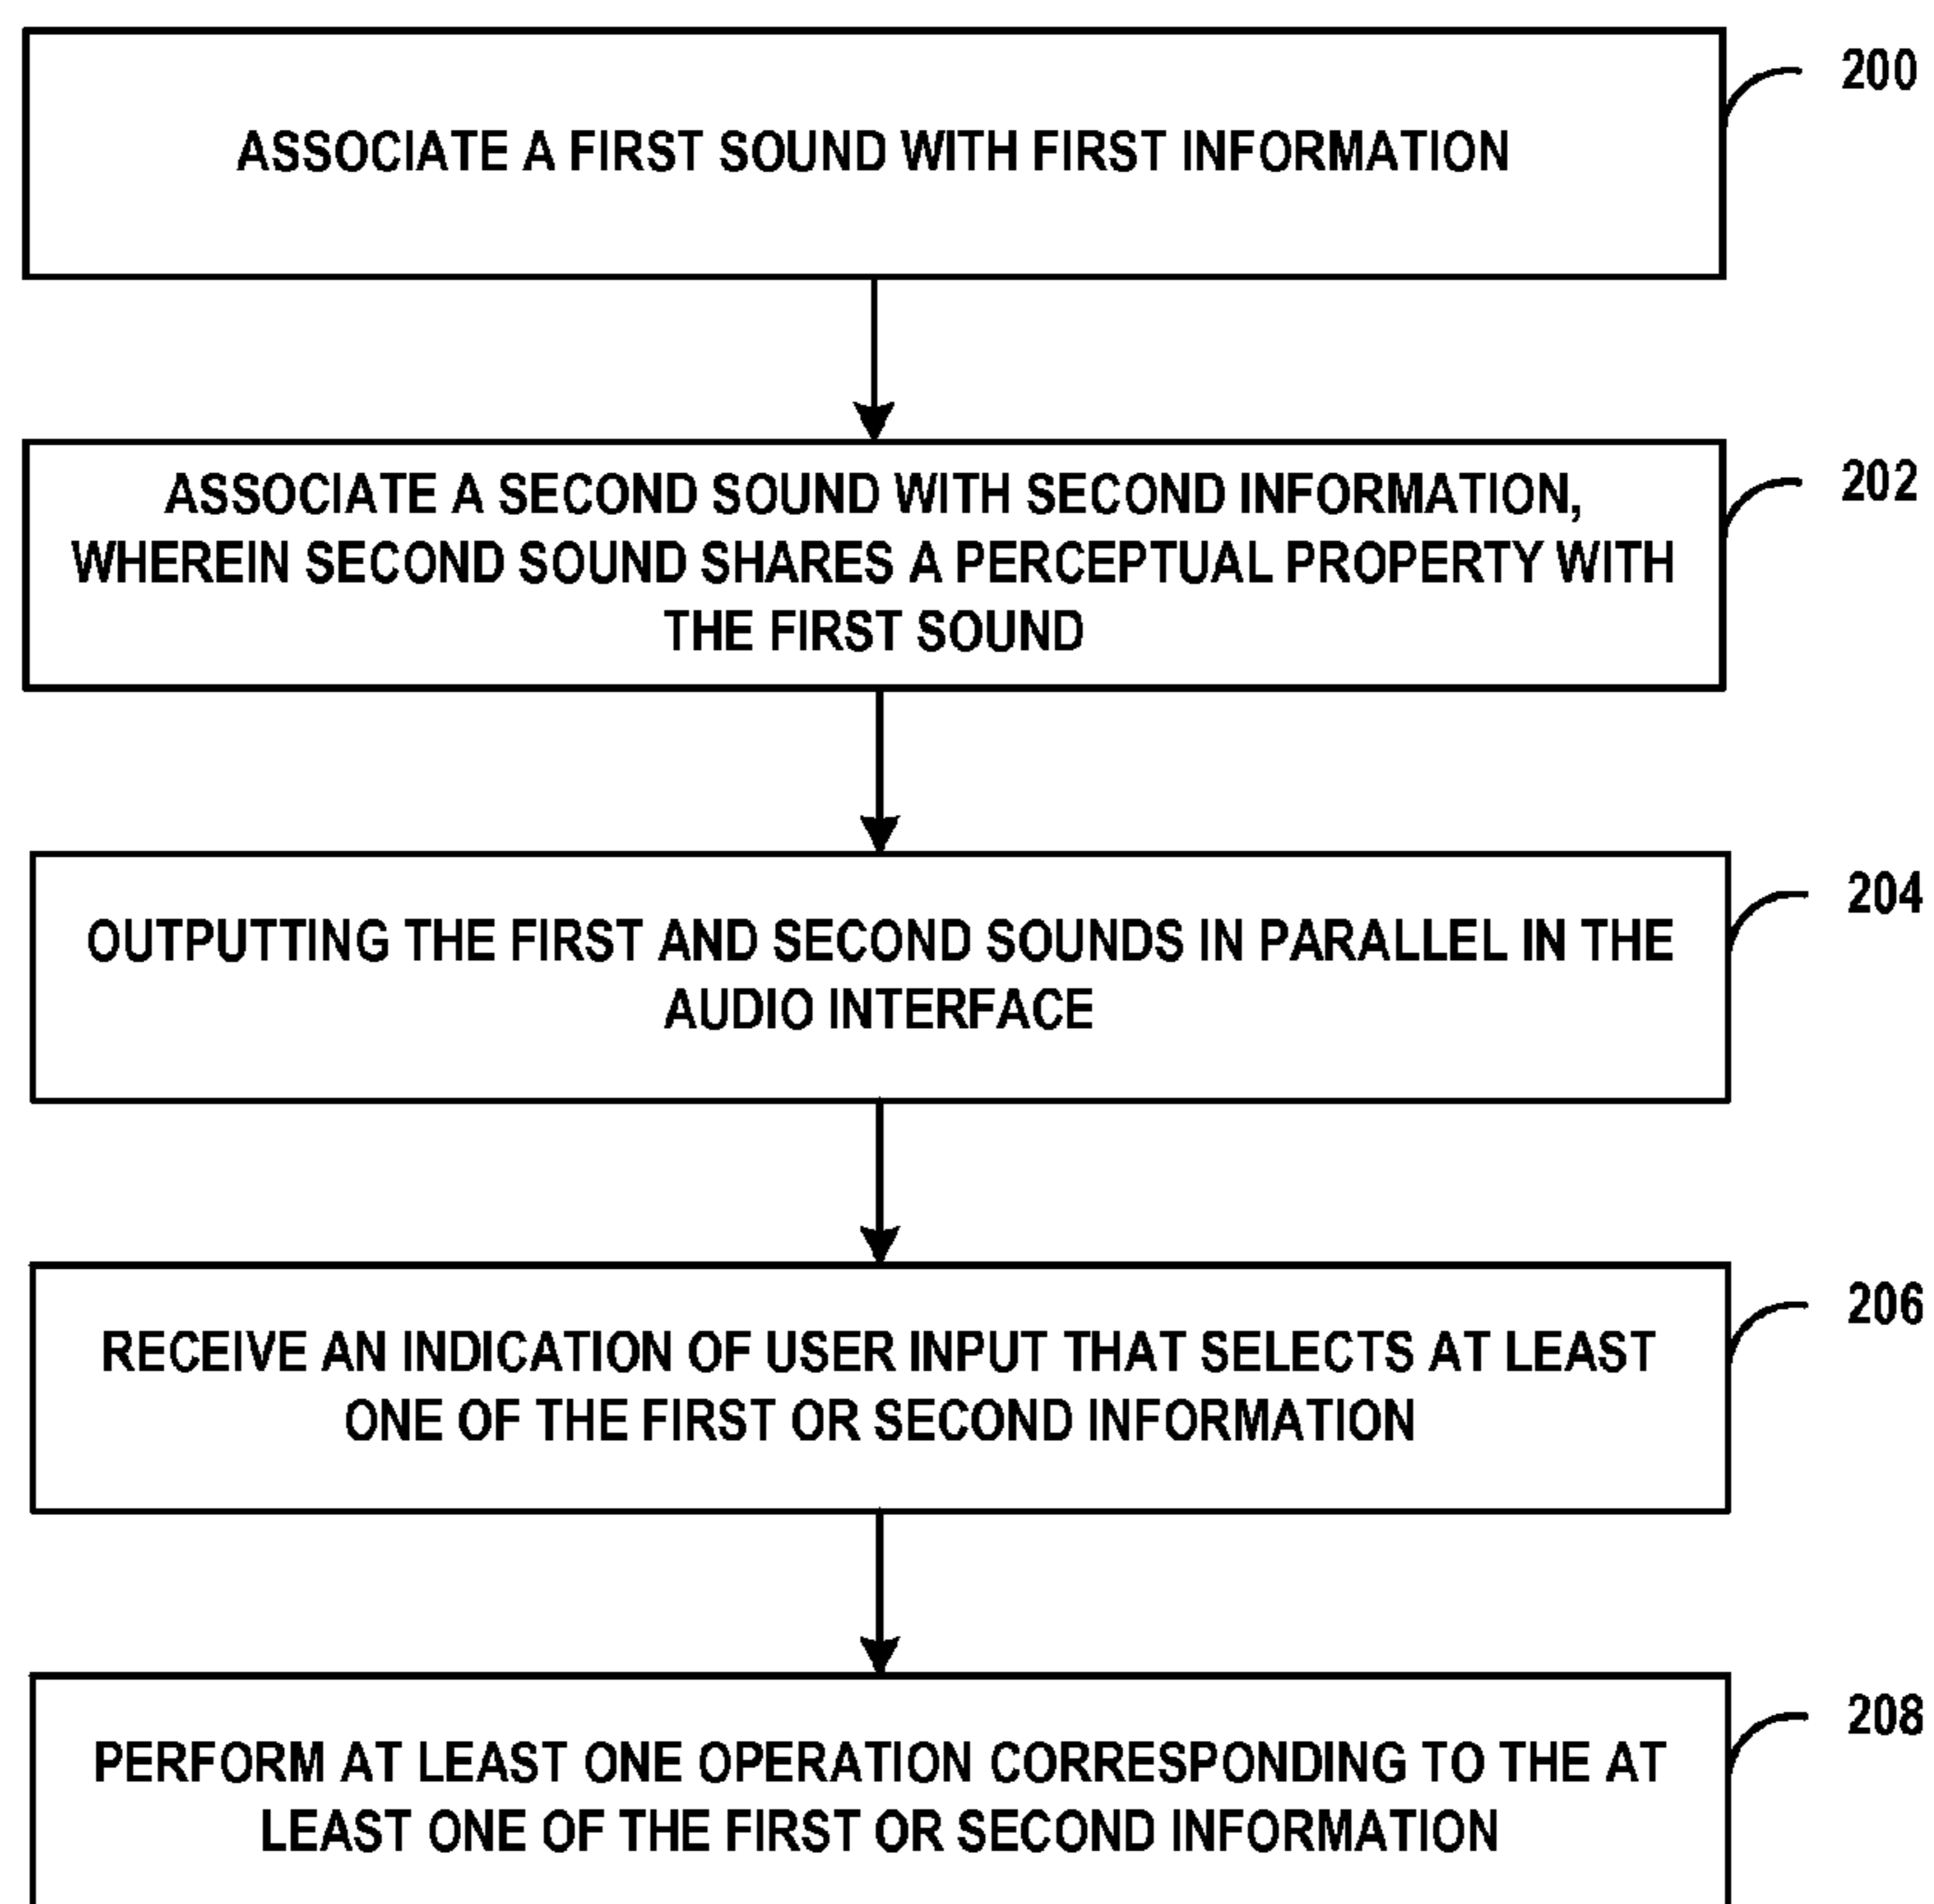 200
ASSOCIATE A FIRST SOUND WITH FIRST INFORMATION
202
ASSOCIATE A SECOND SOUND WITH SECOND INFORMATION,
WHEREIN SECOND SOUND SHARES A PERCEPTUAL PROPERTY WITH
THE FIRST SOUND
204
OUTPUTTING THE FIRST AND SECOND SOUNDS IN PARALLEL IN THE
AUDIO INTERFACE
206
RECEIVE AN INDICATION OF USER INPUT THAT SELECTS AT LEAST
ONE OF THE FIRST OR SECOND INFORMATION
208
PERFORM AT LEAST ONE OPERATION CORRESPONDING TO THE AT
LEAST ONE OF THE FIRST OR SECOND INFORMATION